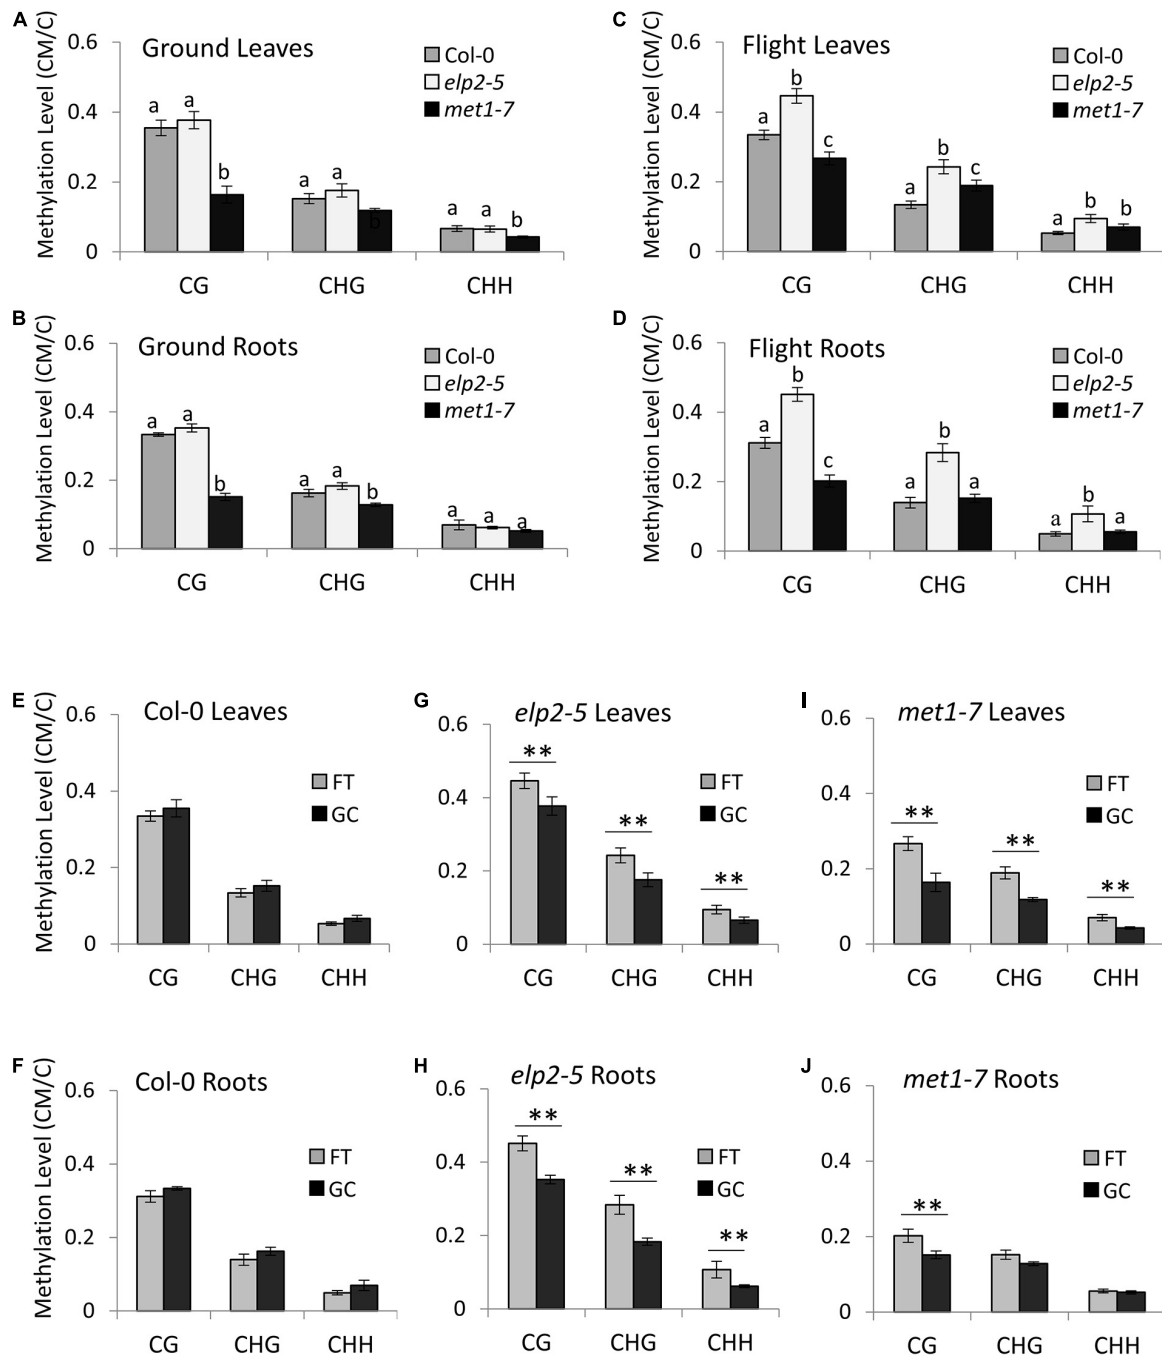 A
Ground Leaves
Methylation Level (CM/C)
0.6
0.4
0.2
0
Col-0
elp2-5
met1-7
a a b
a a b
a a b
CG CHG CHH
C
Flight Leaves
Methylation Level (CM/C)
0.6
0.4
0.2
0
Col-0
elp2-5
met1-7
a b c
a b c
a b b
CG CHG CHH
B
Ground Roots
Methylation Level (CM/C)
0.6
0.4
0.2
0
Col-0
elp2-5
met1-7
a a b
a a b
a a a
CG CHG CHH
D
Flight Roots
Methylation Level (CM/C)
0.6
0.4
0.2
0
Col-0
elp2-5
met1-7
a b c
a b a
a b a
CG CHG CHH
E
Col-0 Leaves
Methylation Level (CM/C)
0.6
0.4
0.2
0
FT
GC
CG CHG CHH
G
elp2-5 Leaves
0.6
0.4
0.2
0
FT
GC
** ** **
CG CHG CHH
I
met1-7 Leaves
0.6
0.4
0.2
0
FT
GC
** ** **
CG CHG CHH
F
Col-0 Roots
Methylation Level (CM/C)
0.6
0.4
0.2
0
FT
GC
CG CHG CHH
H
elp2-5 Roots
0.6
0.4
0.2
0
FT
GC
** ** **
CG CHG CHH
J
met1-7 Roots
0.6
0.4
0.2
0
FT
GC
**
CG CHG CHH